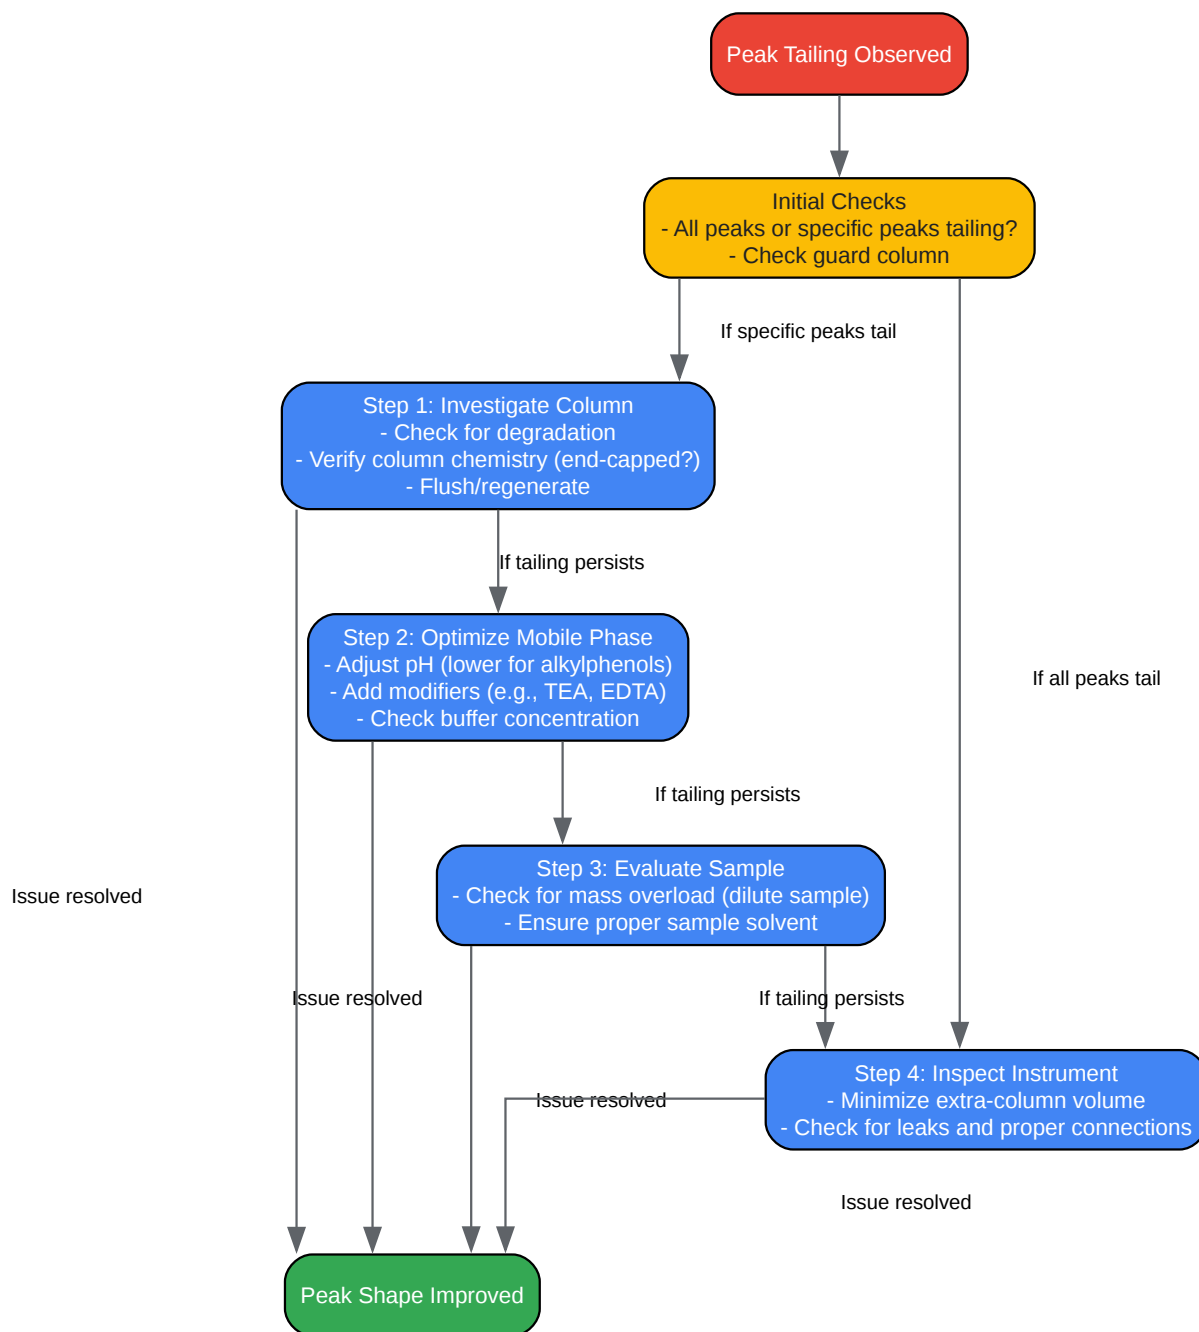 Peak Tailing Observed
Initial Checks
- All peaks or specific peaks tailing?
- Check guard column
If specific peaks tail
Step 1: Investigate Column
- Check for degradation
- Verify column chemistry (end-capped?)
- Flush/regenerate
If tailing persists
Step 2: Optimize Mobile Phase
- Adjust pH (lower for alkylphenols)
- Add modifiers (e.g., TEA, EDTA)
- Check buffer concentration
If all peaks tail
If tailing persists
Step 3: Evaluate Sample
- Check for mass overload (dilute sample)
- Ensure proper sample solvent
Issue resolved
Issue resolved
If tailing persists
Step 4: Inspect Instrument
- Minimize extra-column volume
- Check for leaks and proper connections
Issue resolved
Issue resolved
Peak Shape Improved